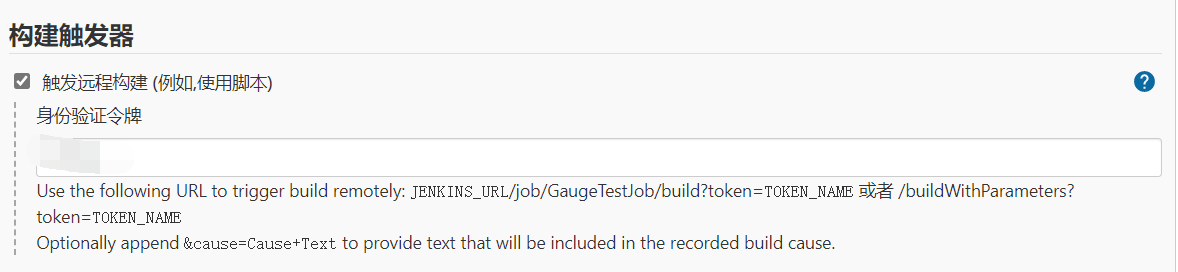 构建触发器
触发远程构建 (例如,使用脚本)
?
身份验证令牌
Use the following URL to trigger build remotely: JENKINS_URL/job/GaugeTestJob/build?token=TOKEN_NAME 或者 /buildWithParameters?
token=TOKEN_NAME
Optionally append &cause=Cause+Text to provide text that will be included in the recorded build cause.